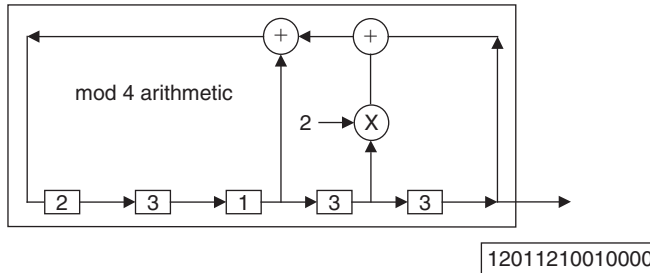 + +
mod 4 arithmetic
2 X
2 3 1 3 3
12011210010000